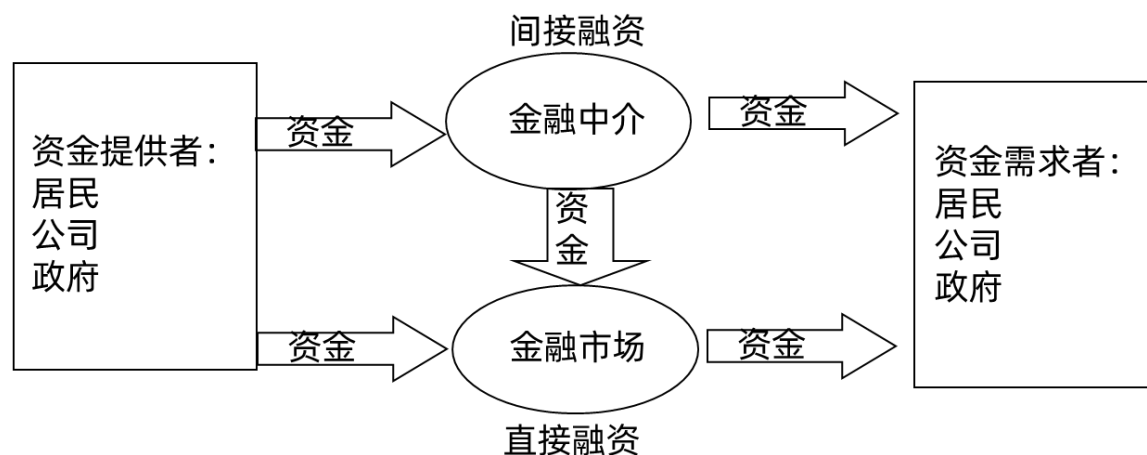 间接融资
资金提供者：
居民
公司
政府
资金
金融中介
资金
资金需求者：
居民
公司
政府
资
金
资金
金融市场
资金
直接融资